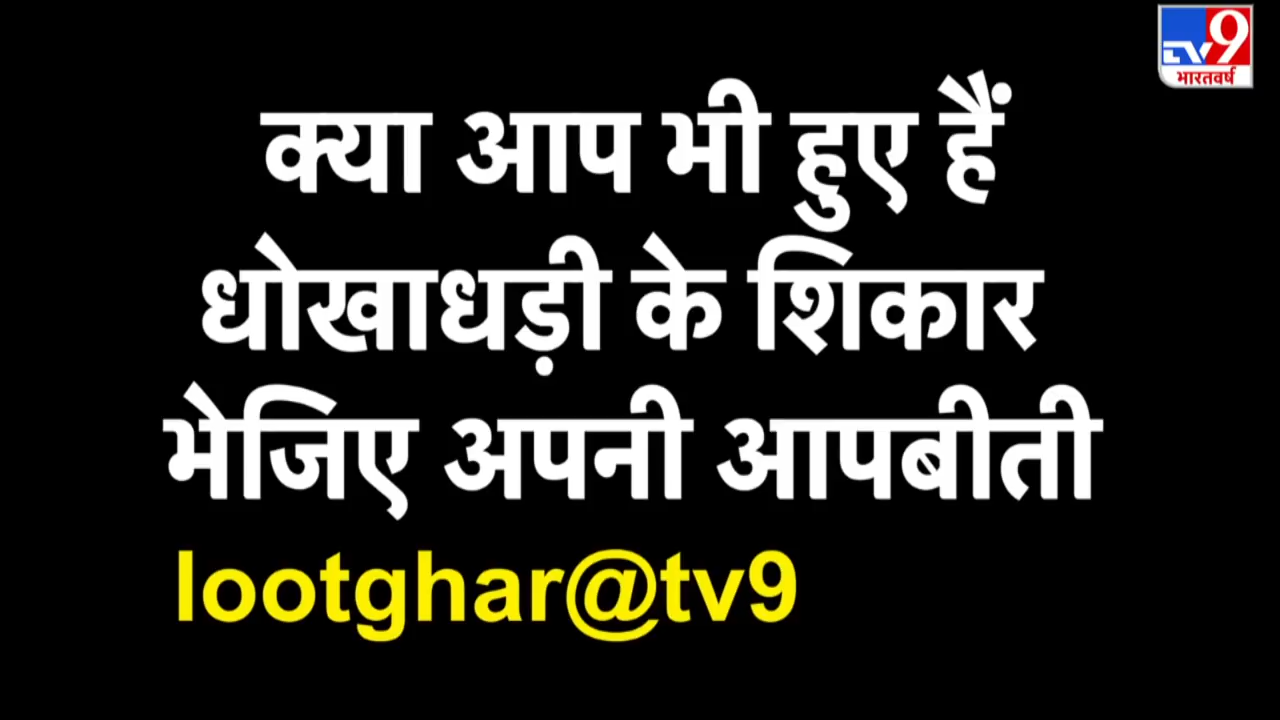 TV9
भारतवर्ष
क्या आप भी हुए हैं
धोखाधड़ी के शिकार
भेजिए अपनी आपबीती
lootghar@tv9